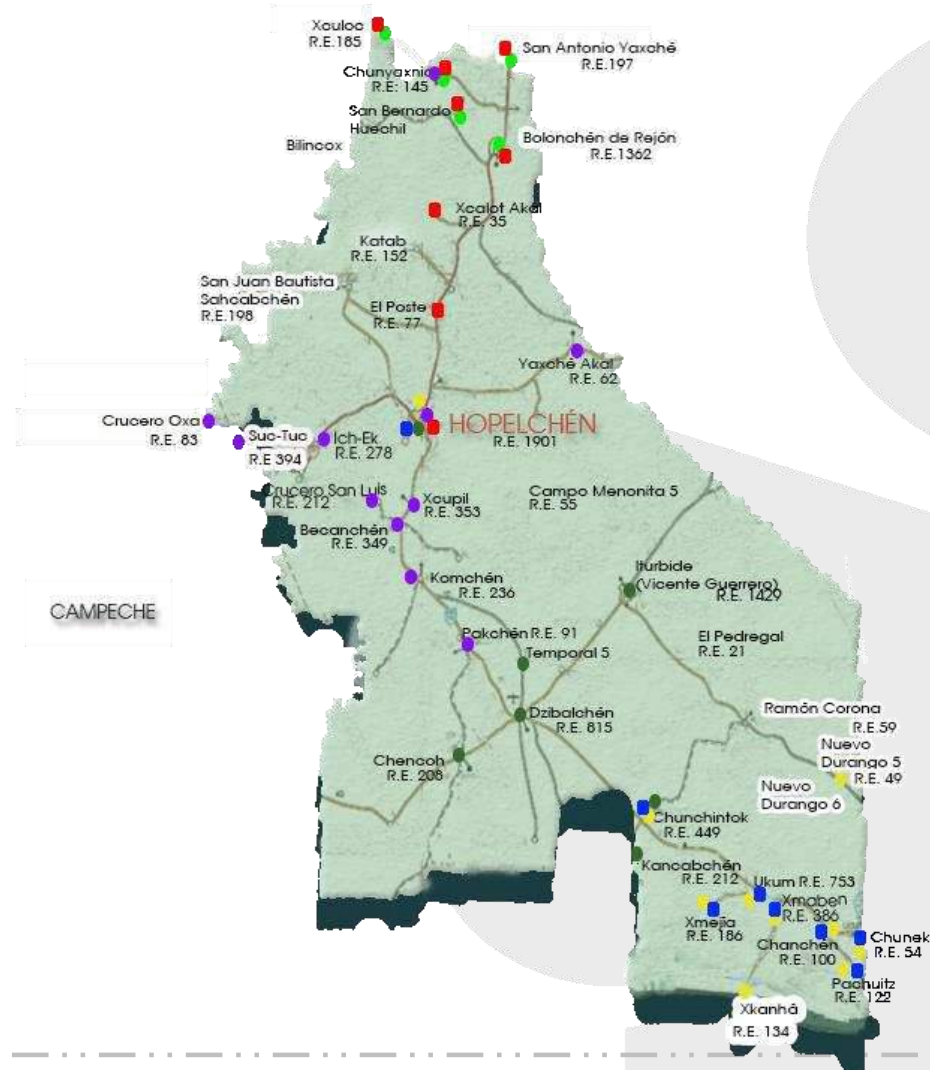 Xculoc
R.E.185
San Antonio Yaxché
R.E.197
Chunyaxnic
R.E: 145
San Bernardo
Huechil
Bolonchén de Rejón
R.E.1362
Bilincox
Xcalot Akal
R.E. 35
Katab
R.E. 152
San Juan Bautista
Sahcabchén
R.E.198
El Poste
R.E. 77
Yaxché Akal
R.E. 62
Crucero Oxa
R.E. 83
Suc-Tuc
R.E 394
Ich-Ek
R.E. 278
HOPELCHÉN
R.E. 1901
Crucero San Luis
R.E. 212
Xcupil
R.E. 353
Campo Menonita 5
R.E. 55
Becanchén
R.E. 349
Komchén
R.E. 236
Iturbide
(Vicente Guerrero)
R.E. 1429
CAMPECHE
Pakchén R.E. 91
El Pedregal
R.E. 21
Temporal 5
Dzibalchén
R.E. 815
Ramón Corona
R.E.59
Chencoh
R.E. 208
Nuevo
Durango 5
R.E. 49
Nuevo
Durango 6
Chunchintok
R.E. 449
Kancabchén
R.E. 212
Ukum R.E. 753
Xmaben
R.E. 386
Xmejía
R.E. 186
Chanchén
R.E. 100
Chunek
R.E. 54
Pachuitz
R.E. 122
Xkanhá
R.E. 134